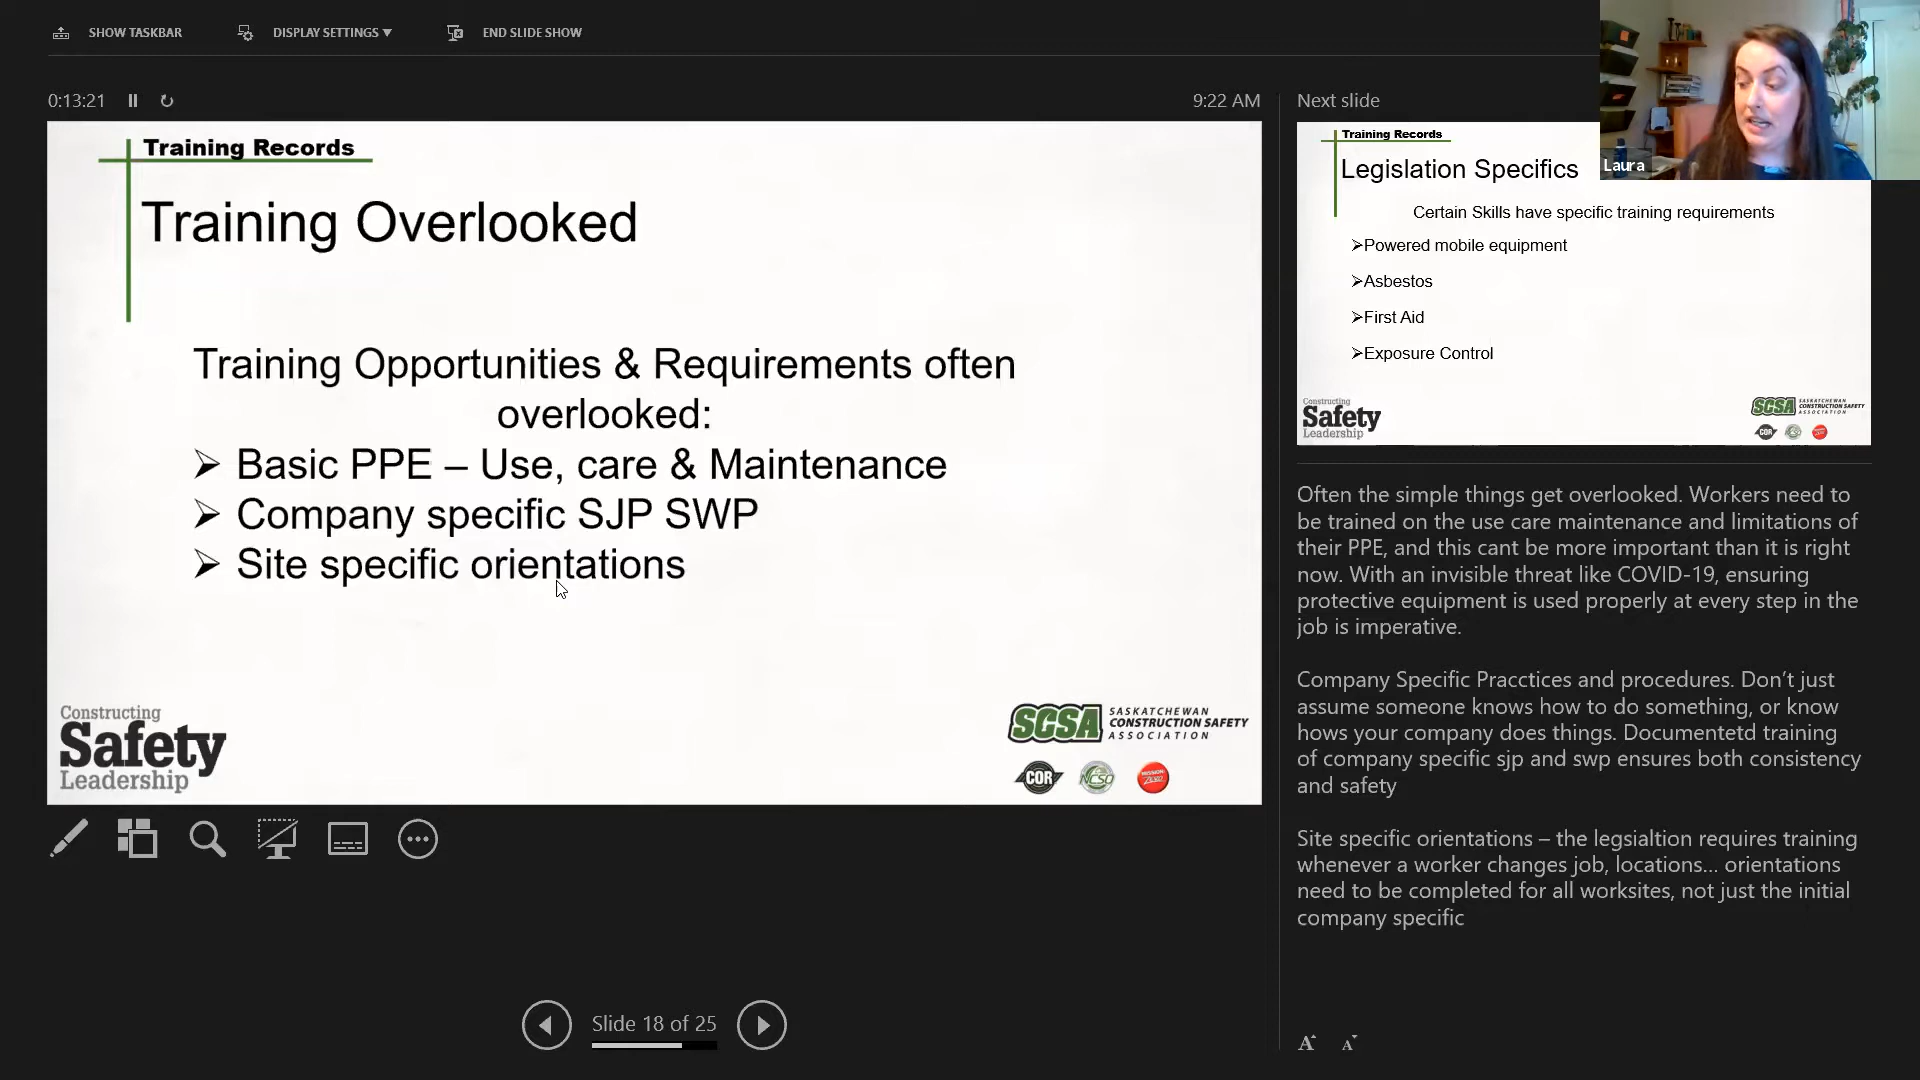 SHOW TASKBAR
DISPLAY SETTINGS ▼
END SLIDE SHOW
0:13:21
9:22 AM
Training Records
Training Overlooked
Training Opportunities & Requirements often
overlooked:
➢ Basic PPE – Use, care & Maintenance
➢ Company specific SJP SWP
➢ Site specific orientations
Constructing
Safety
Leadership
SCSA
SASKATCHEWAN
CONSTRUCTION SAFETY
ASSOCIATION
COR
NCSO
MISSION:
ZERO
Slide 18 of 25
Next slide
Laura
Training Records
Legislation Specifics
Certain Skills have specific training requirements
➢Powered mobile equipment
➢Asbestos
➢First Aid
➢Exposure Control
Constructing
Safety
Leadership
SCSA
SASKATCHEWAN
CONSTRUCTION SAFETY
ASSOCIATION
COR
Often the simple things get overlooked. Workers need to
be trained on the use care maintenance and limitations of
their PPE, and this cant be more important than it is right
now. With an invisible threat like COVID-19, ensuring
protective equipment is used properly at every step in the
job is imperative.
Company Specific Pracctices and procedures. Don’t just
assume someone knows how to do something, or know
hows your company does things. Documentetd training
of company specific sjp and swp ensures both consistency
and safety
Site specific orientations – the legsialtion requires training
whenever a worker changes job, locations... orientations
need to be completed for all worksites, not just the initial
company specific
A A